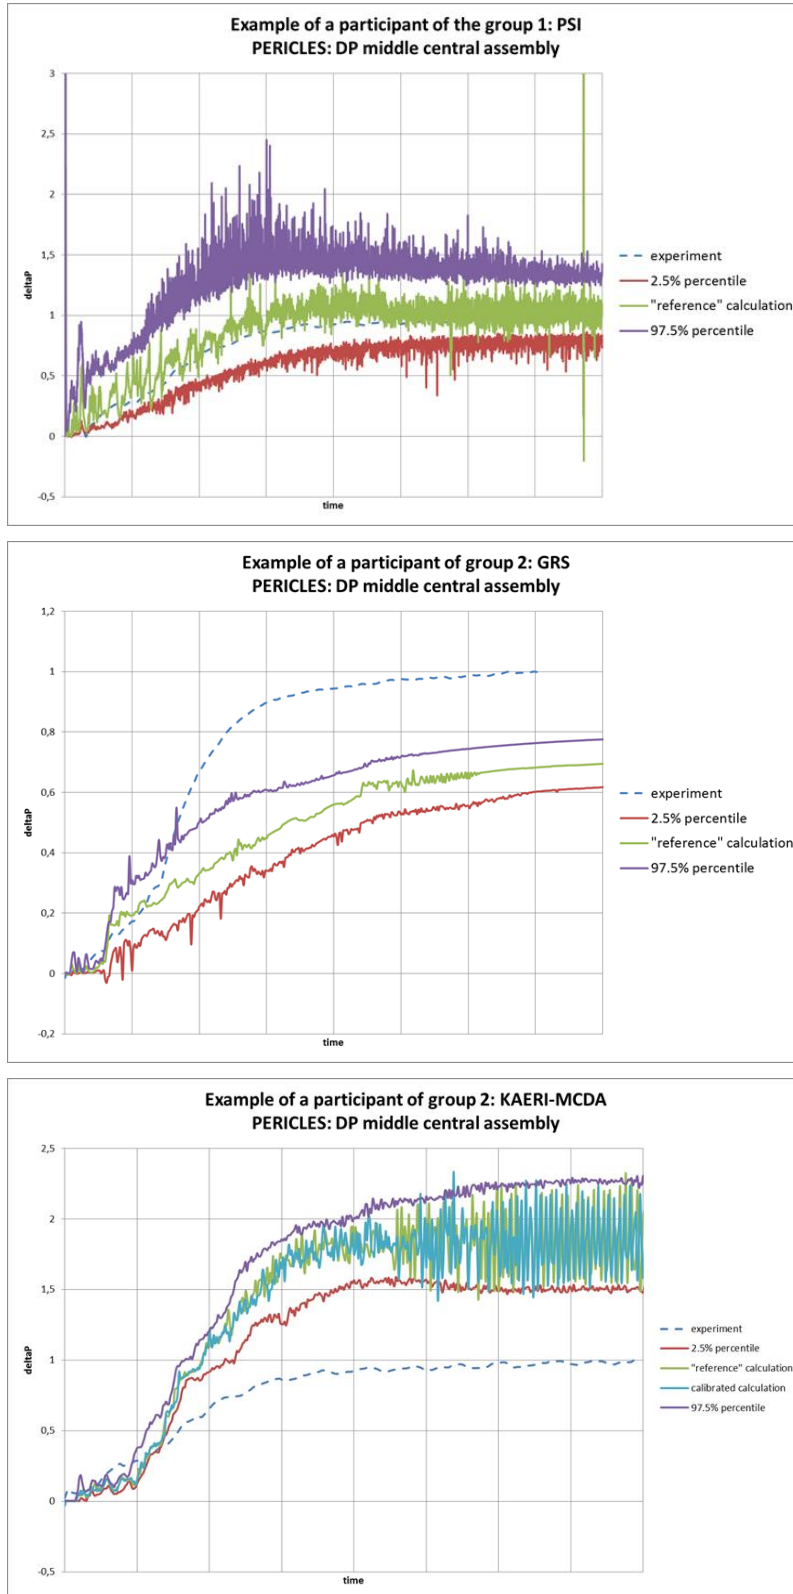 Example of a participant of the group 1: PSI
PERICLES: DP middle central assembly
3
2,5
2
1,5
1
0,5
0
-0,5
deltaP
time
experiment
2.5% percentile
"reference" calculation
97.5% percentile
Example of a participant of group 2: GRS
PERICLES: DP middle central assembly
1,2
1
0,8
0,6
0,4
0,2
0
-0,2
deltaP
time
experiment
2.5% percentile
"reference" calculation
97.5% percentile
Example of a participant of group 2: KAERI-MCDA
PERICLES: DP middle central assembly
2,5
2
1,5
1
0,5
0
-0,5
deltaP
time
experiment
2.5% percentile
"reference" calculation
calibrated calculation
97.5% percentile